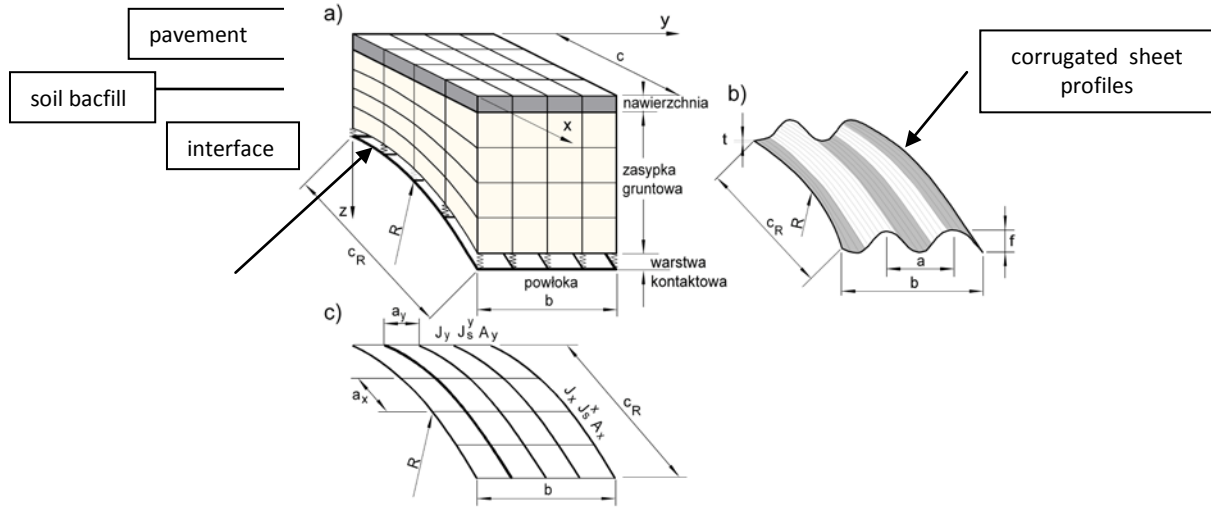 pavement
soil bacfill
interface
a)
y
c
nawierzchnia
x
zasypka
gruntowa
z
R
c_R
warstwa
kontaktowa
powłoka
b
b)
corrugated sheet
profiles
t
c_R
R
f
a
b
c)
a_y
J_y J_s^y A_y
a_x
J_x J_s^x A_x
c_R
R
b